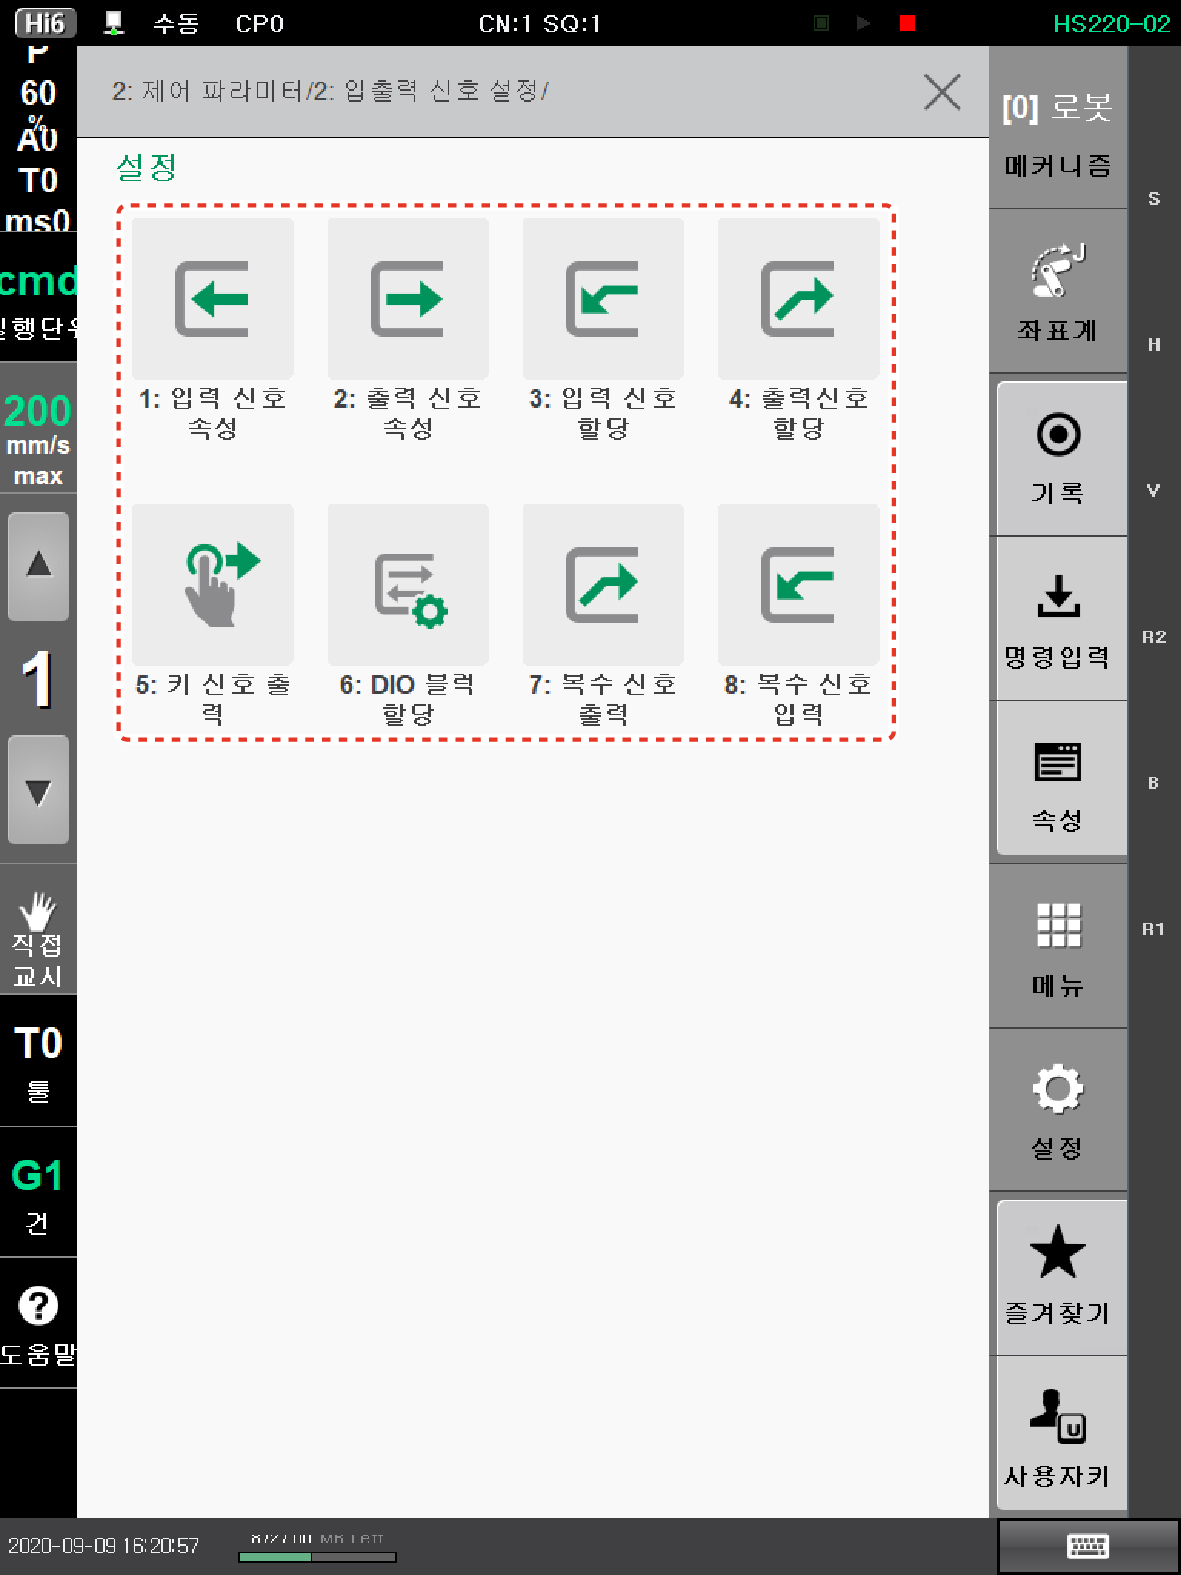 Hi6 수동 CP0 CN:1 SQ:1 HS220-02
P
60
%
A0
T0
ms0
cmd
실행단위
200
mm/s
max
1
직접
교시
T0
툴
G1
건
도움말
2: 제어 파라미터/2: 입출력 신호 설정/
설정
1: 입력 신호
속성
2: 출력 신호
속성
3: 입력 신호
할당
4: 출력신호
할당
5: 키 신호 출
력
6: DIO 블럭
할당
7: 복수 신호
출력
8: 복수 신호
입력
[0] 로봇
메커니즘
J
좌표계
기록
명령입력
속성
메뉴
설정
즐겨찾기
U
사용자키
S
H
V
R2
B
R1
2020-09-09 16:20:57
MB Left